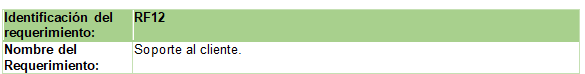 Identificación del RF12
requerimiento:
Nombre del Soporte al cliente.
Requerimiento: